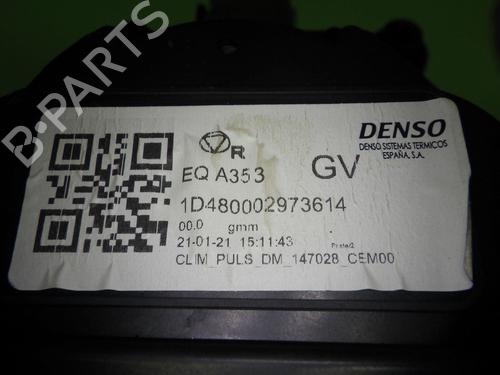 B-PARTS
R
DENSO
DENSO SISTEMAS TERMICOS
ESPAÑA, S.A.
EQ A353
GV
1D480002973614
00.0 gmm
21-01-21 15:11:43
CLIM_PULS_DM_147028_CEM00